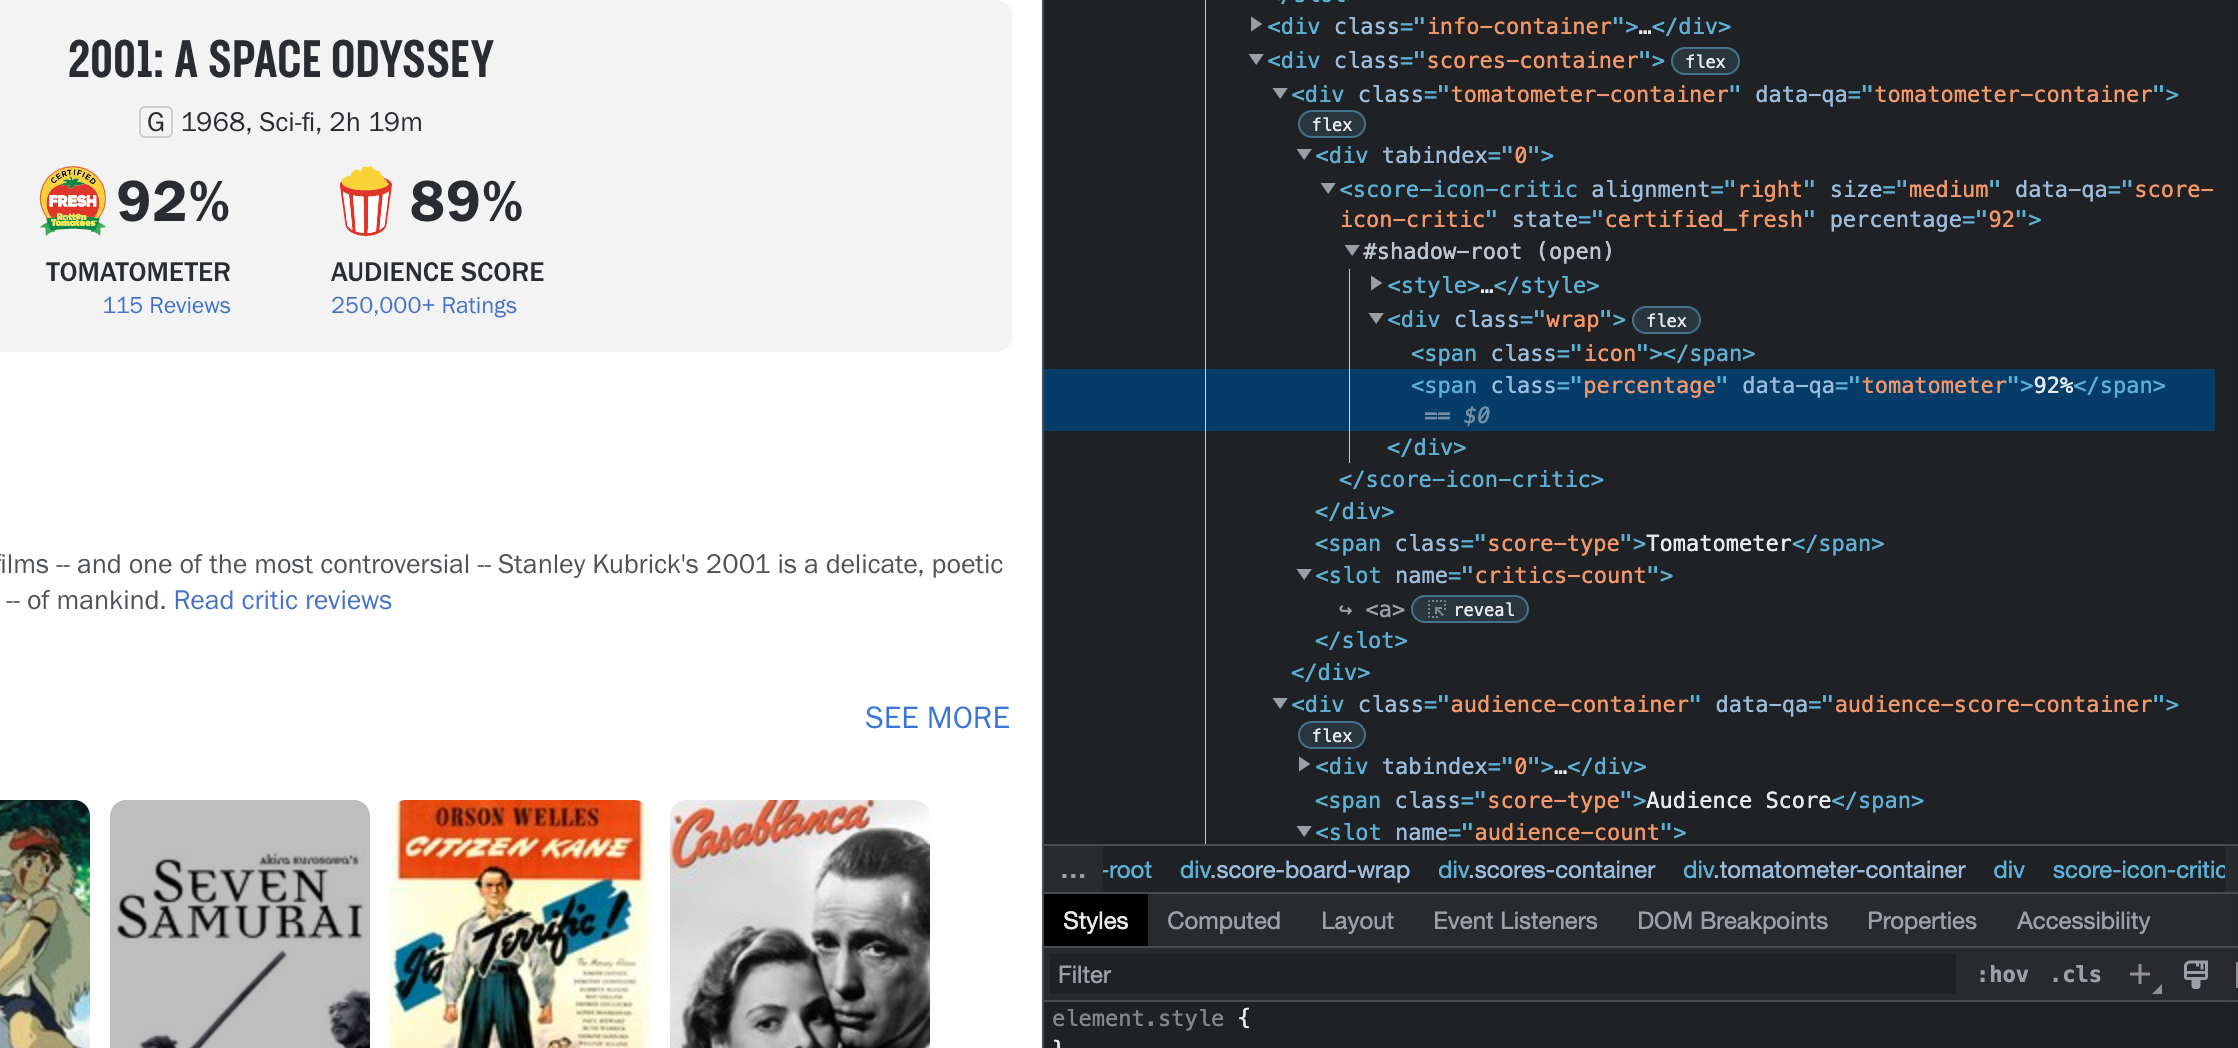 2001: A SPACE ODYSSEY
G 1968, Sci-fi, 2h 19m
CERTIFIED
FRESH
Rotten
Tomatoes
92%
89%
TOMATOMETER
AUDIENCE SCORE
115 Reviews
250,000+ Ratings
films -- and one of the most controversial -- Stanley Kubrick's 2001 is a delicate, poetic
-- of mankind. Read critic reviews
SEE MORE
Akira Kurosawa's
SEVEN
SAMURAI
ORSON WELLES
CITIZEN KANE
It's Terrific!
Casablanca
</slot>
<div class="info-container">…</div>
<div class="scores-container"> flex
<div class="tomatometer-container" data-qa="tomatometer-container">
flex
<div tabindex="0">
<score-icon-critic alignment="right" size="medium" data-qa="score-
icon-critic" state="certified_fresh" percentage="92">
#shadow-root (open)
<style>…</style>
<div class="wrap"> flex
<span class="icon"></span>
<span class="percentage" data-qa="tomatometer">92%</span>
== $0
</div>
</score-icon-critic>
</div>
<span class="score-type">Tomatometer</span>
<slot name="critics-count">
↪ <a> reveal
</slot>
</div>
<div class="audience-container" data-qa="audience-score-container">
flex
<div tabindex="0">…</div>
<span class="score-type">Audience Score</span>
<slot name="audience-count">
... -root div.score-board-wrap div.scores-container div.tomatometer-container div score-icon-critic
Styles Computed Layout Event Listeners DOM Breakpoints Properties Accessibility
Filter :hov .cls +
element.style {
}